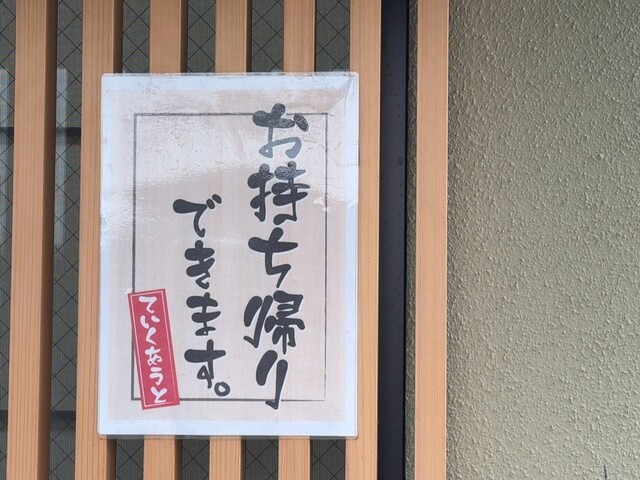 お持ち帰り
できます。
ていくあうと